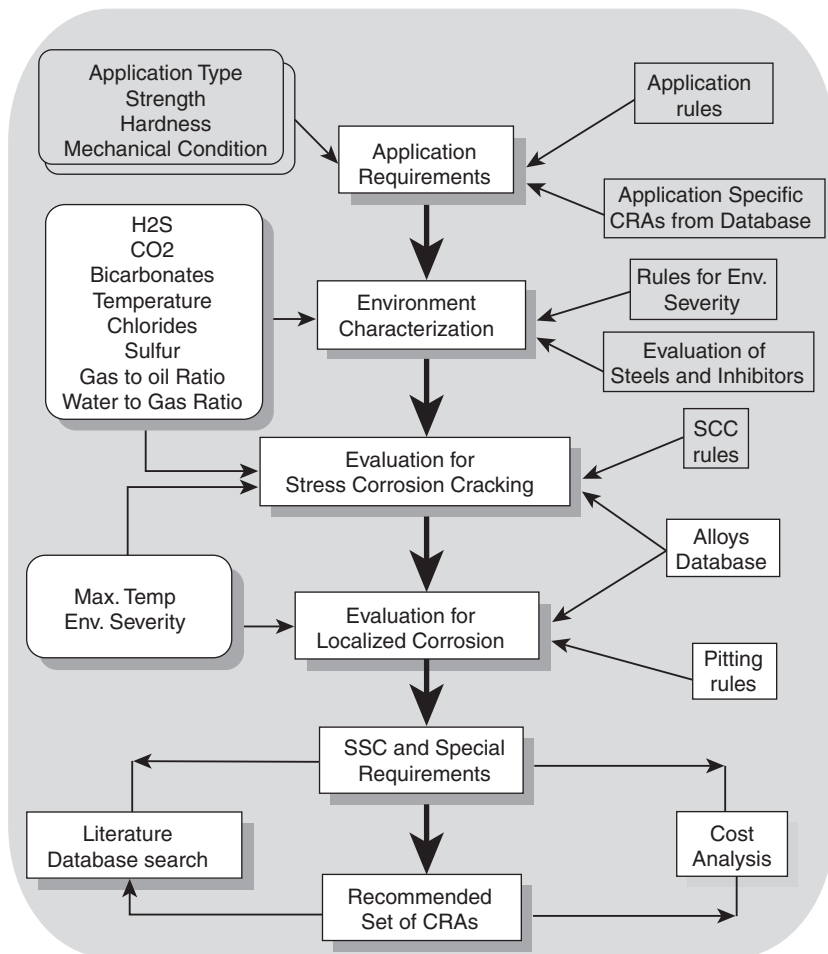 Application Type
Strength
Hardness
Mechanical Condition
Application
rules
Application
Requirements
Application Specific
CRAs from Database
H2S
CO2
Bicarbonates
Temperature
Chlorides
Sulfur
Gas to oil Ratio
Water to Gas Ratio
Environment
Characterization
Rules for Env.
Severity
Evaluation of
Steels and Inhibitors
Evaluation for
Stress Corrosion Cracking
SCC
rules
Alloys
Database
Max. Temp
Env. Severity
Evaluation for
Localized Corrosion
Pitting
rules
SSC and Special
Requirements
Literature
Database search
Cost
Analysis
Recommended
Set of CRAs